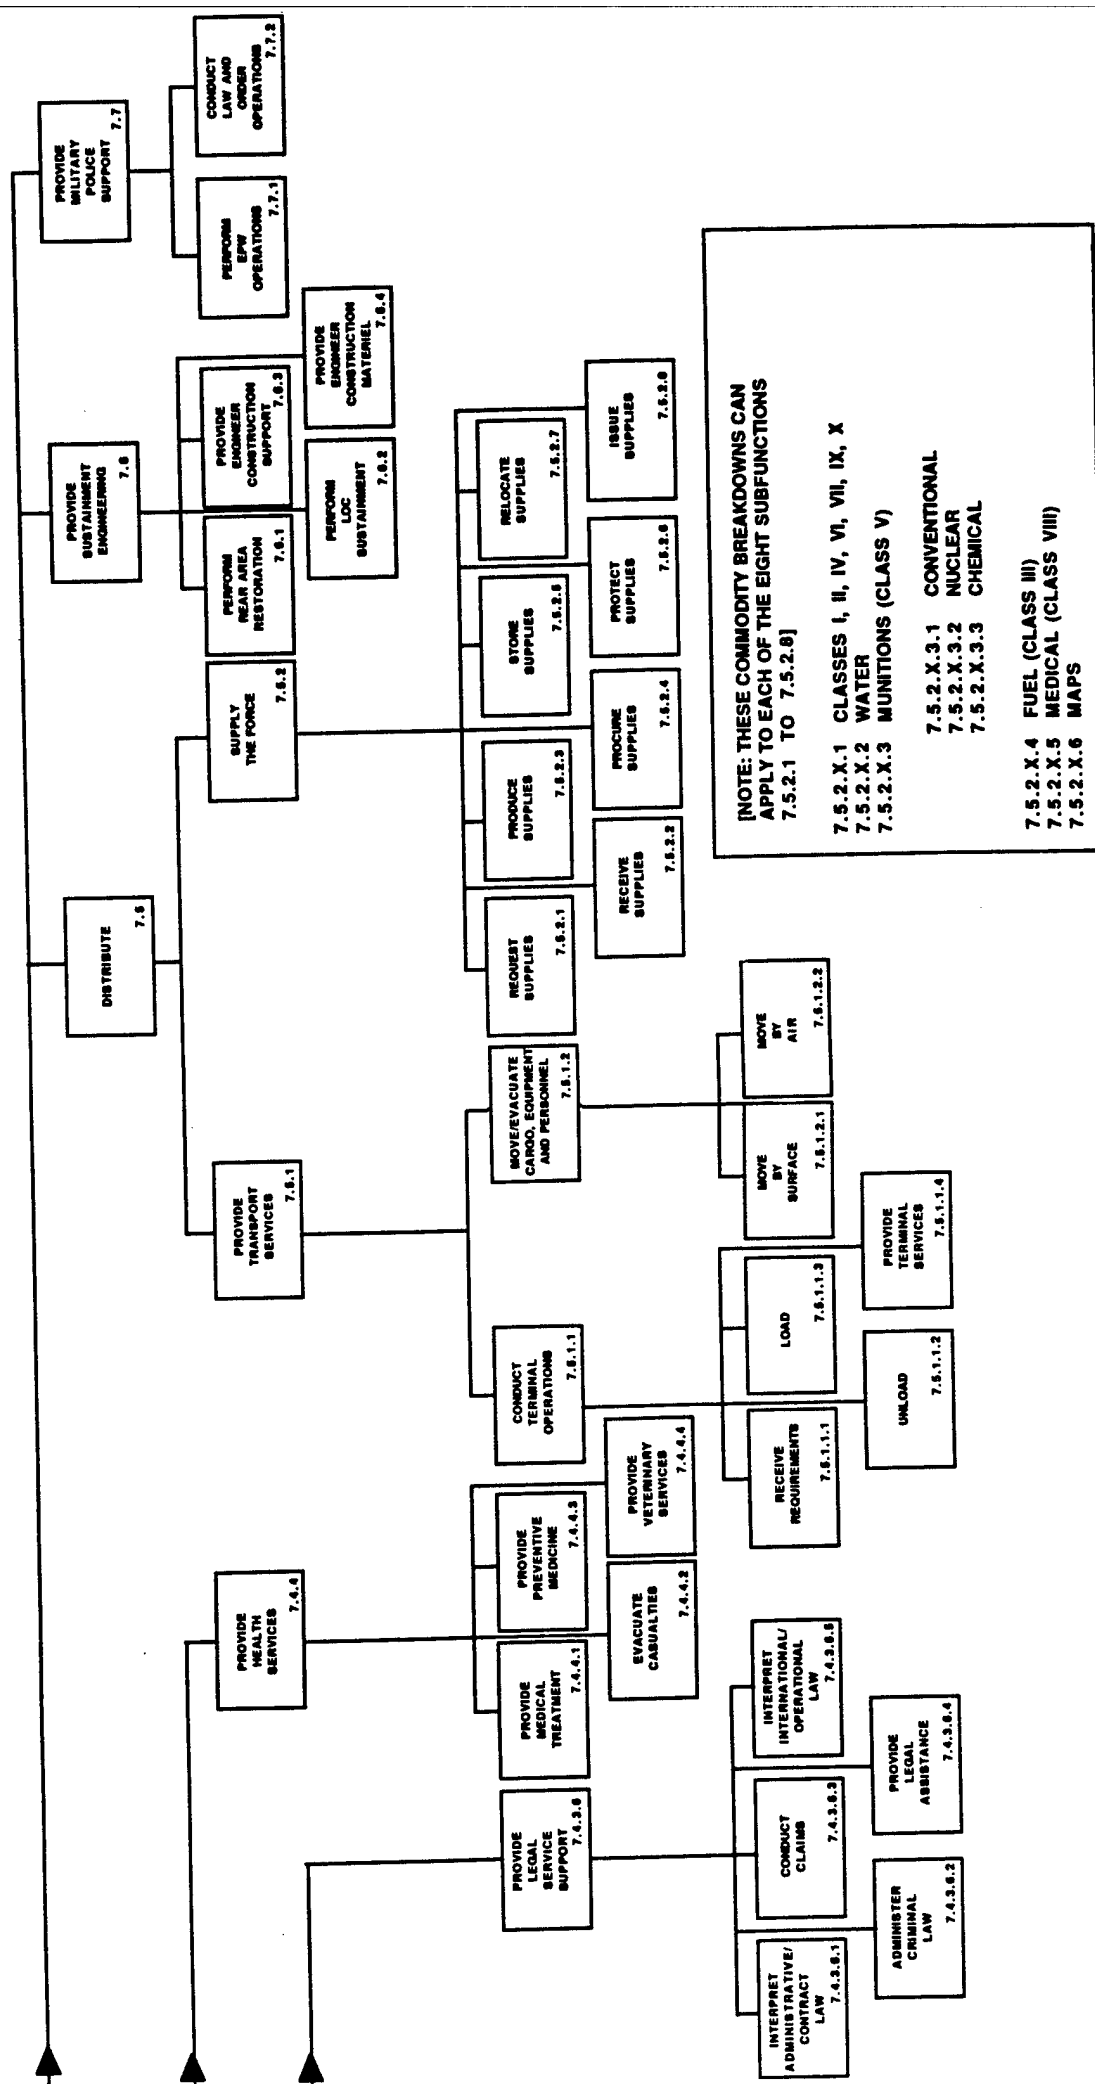 DISTRIBUTE
7.5
PROVIDE
SUSTAINMENT
ENGINEERING
7.6
PROVIDE
MILITARY
POLICE
SUPPORT
7.7
PROVIDE
HEALTH
SERVICES
7.4.4
PROVIDE
TRANSPORT
SERVICES
7.5.1
SUPPLY
THE FORCE
7.5.2
PERFORM
REAR AREA
RESTORATION
7.6.1
PROVIDE
ENGINEER
CONSTRUCTION
SUPPORT
7.6.3
PERFORM
EPW
OPERATIONS
7.7.1
CONDUCT
LAW AND
ORDER
OPERATIONS
7.7.2
PERFORM
LOC
SUSTAINMENT
7.6.2
PROVIDE
ENGINEER
CONSTRUCTION
MATERIEL
7.6.4
PROVIDE
LEGAL
SERVICE
SUPPORT
7.4.3.6
PROVIDE
MEDICAL
TREATMENT
7.4.4.1
PROVIDE
PREVENTIVE
MEDICINE
7.4.4.3
CONDUCT
TERMINAL
OPERATIONS
7.5.1.1
MOVE/EVACUATE
CARGO, EQUIPMENT
AND PERSONNEL
7.5.1.2
REQUEST
SUPPLIES
7.5.2.1
PRODUCE
SUPPLIES
7.5.2.3
STORE
SUPPLIES
7.5.2.5
RELOCATE
SUPPLIES
7.5.2.7
EVACUATE
CASUALTIES
7.4.4.2
PROVIDE
VETERINARY
SERVICES
7.4.4.4
RECEIVE
SUPPLIES
7.5.2.2
PROCURE
SUPPLIES
7.5.2.4
PROTECT
SUPPLIES
7.5.2.6
ISSUE
SUPPLIES
7.5.2.8
INTERPRET
ADMINISTRATIVE/
CONTRACT
LAW
7.4.3.6.1
CONDUCT
CLAIMS
7.4.3.6.3
INTERPRET
INTERNATIONAL/
OPERATIONAL
LAW
7.4.3.6.5
RECEIVE
REQUIREMENTS
7.5.1.1.1
LOAD
7.5.1.1.3
MOVE
BY
SURFACE
7.5.1.2.1
MOVE
BY
AIR
7.5.1.2.2
ADMINISTER
CRIMINAL
LAW
7.4.3.6.2
PROVIDE
LEGAL
ASSISTANCE
7.4.3.6.4
UNLOAD
7.5.1.1.2
PROVIDE
TERMINAL
SERVICES
7.5.1.1.4
[NOTE: THESE COMMODITY BREAKDOWNS CAN
APPLY TO EACH OF THE EIGHT SUBFUNCTIONS
7.5.2.1 TO 7.5.2.8]
7.5.2.X.1 CLASSES I, II, IV, VI, VII, IX, X
7.5.2.X.2 WATER
7.5.2.X.3 MUNITIONS (CLASS V)
7.5.2.X.3.1 CONVENTIONAL
7.5.2.X.3.2 NUCLEAR
7.5.2.X.3.3 CHEMICAL
7.5.2.X.4 FUEL (CLASS III)
7.5.2.X.5 MEDICAL (CLASS VIII)
7.5.2.X.6 MAPS